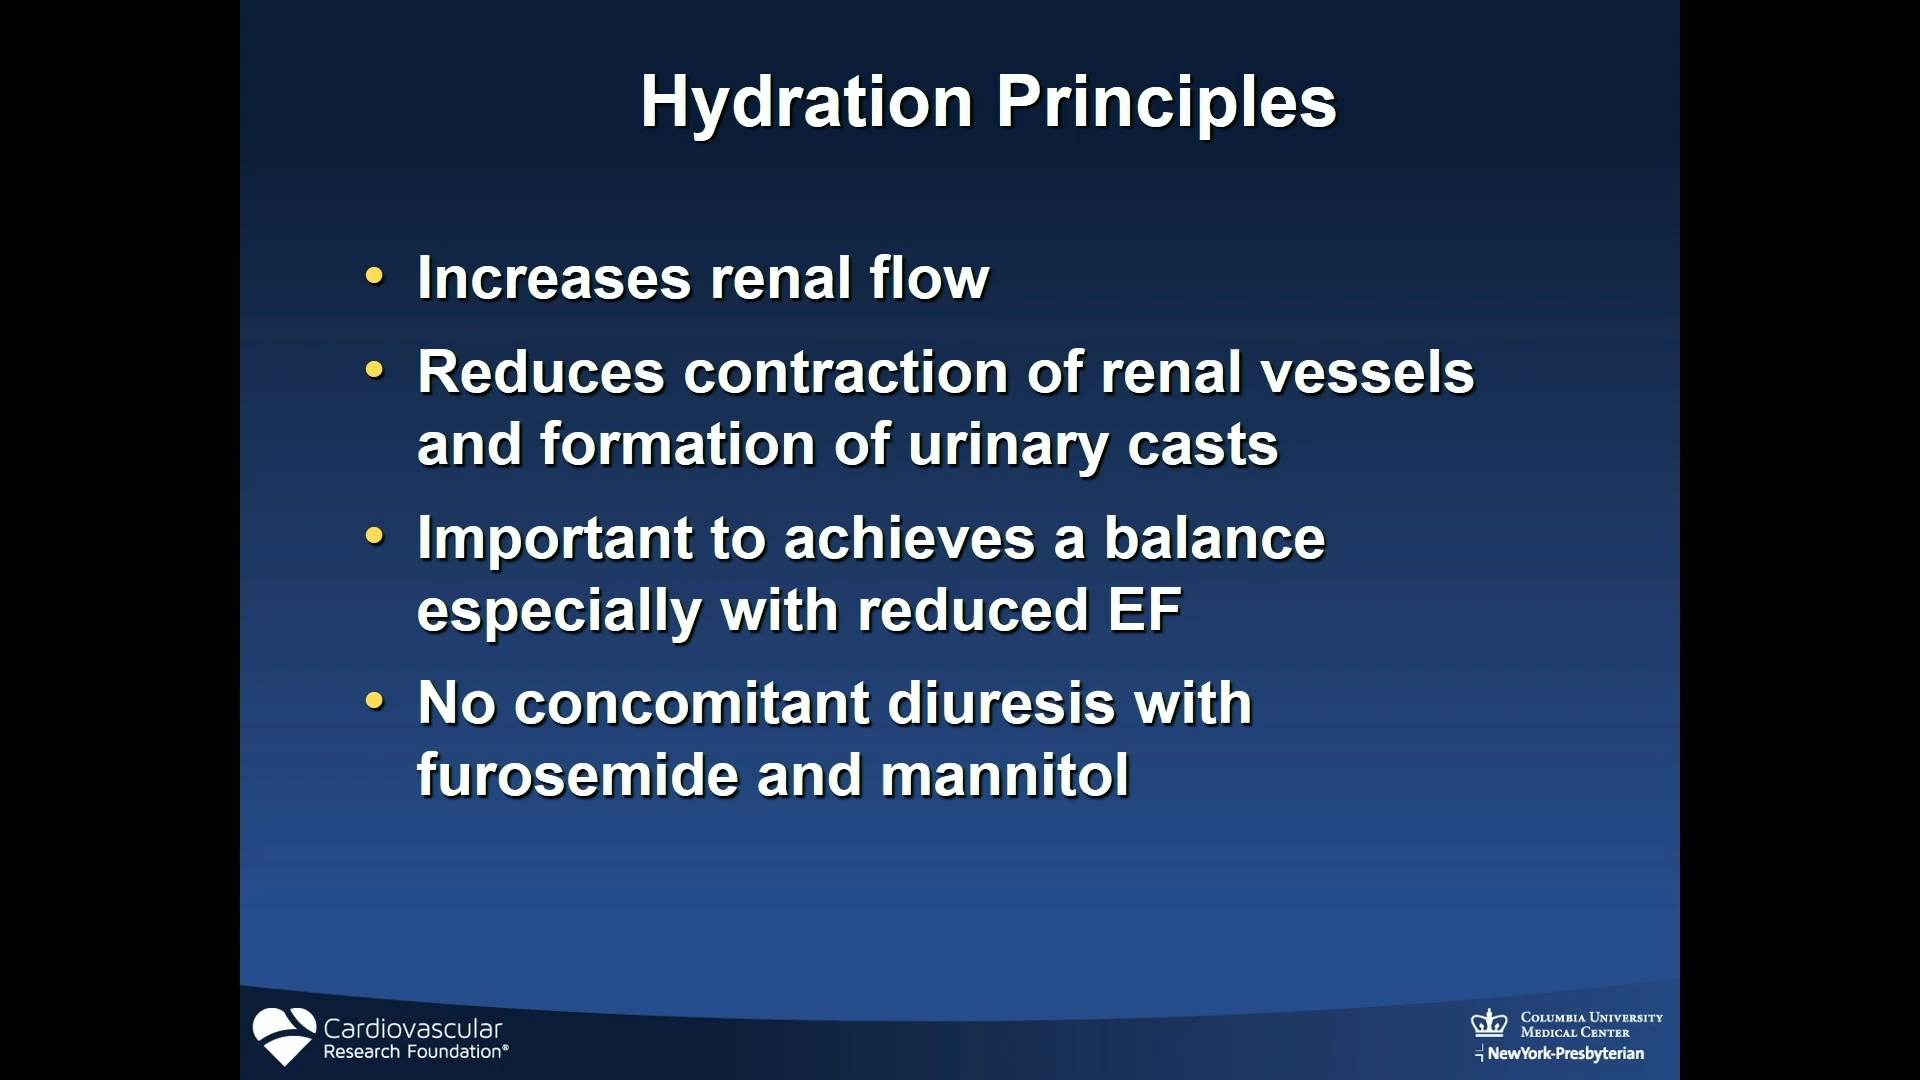 Hydration Principles
• Increases renal flow
• Reduces contraction of renal vessels
and formation of urinary casts
• Important to achieves a balance
especially with reduced EF
• No concomitant diuresis with
furosemide and mannitol
Cardiovascular
Research Foundation®
COLUMBIA UNIVERSITY
MEDICAL CENTER
NewYork-Presbyterian